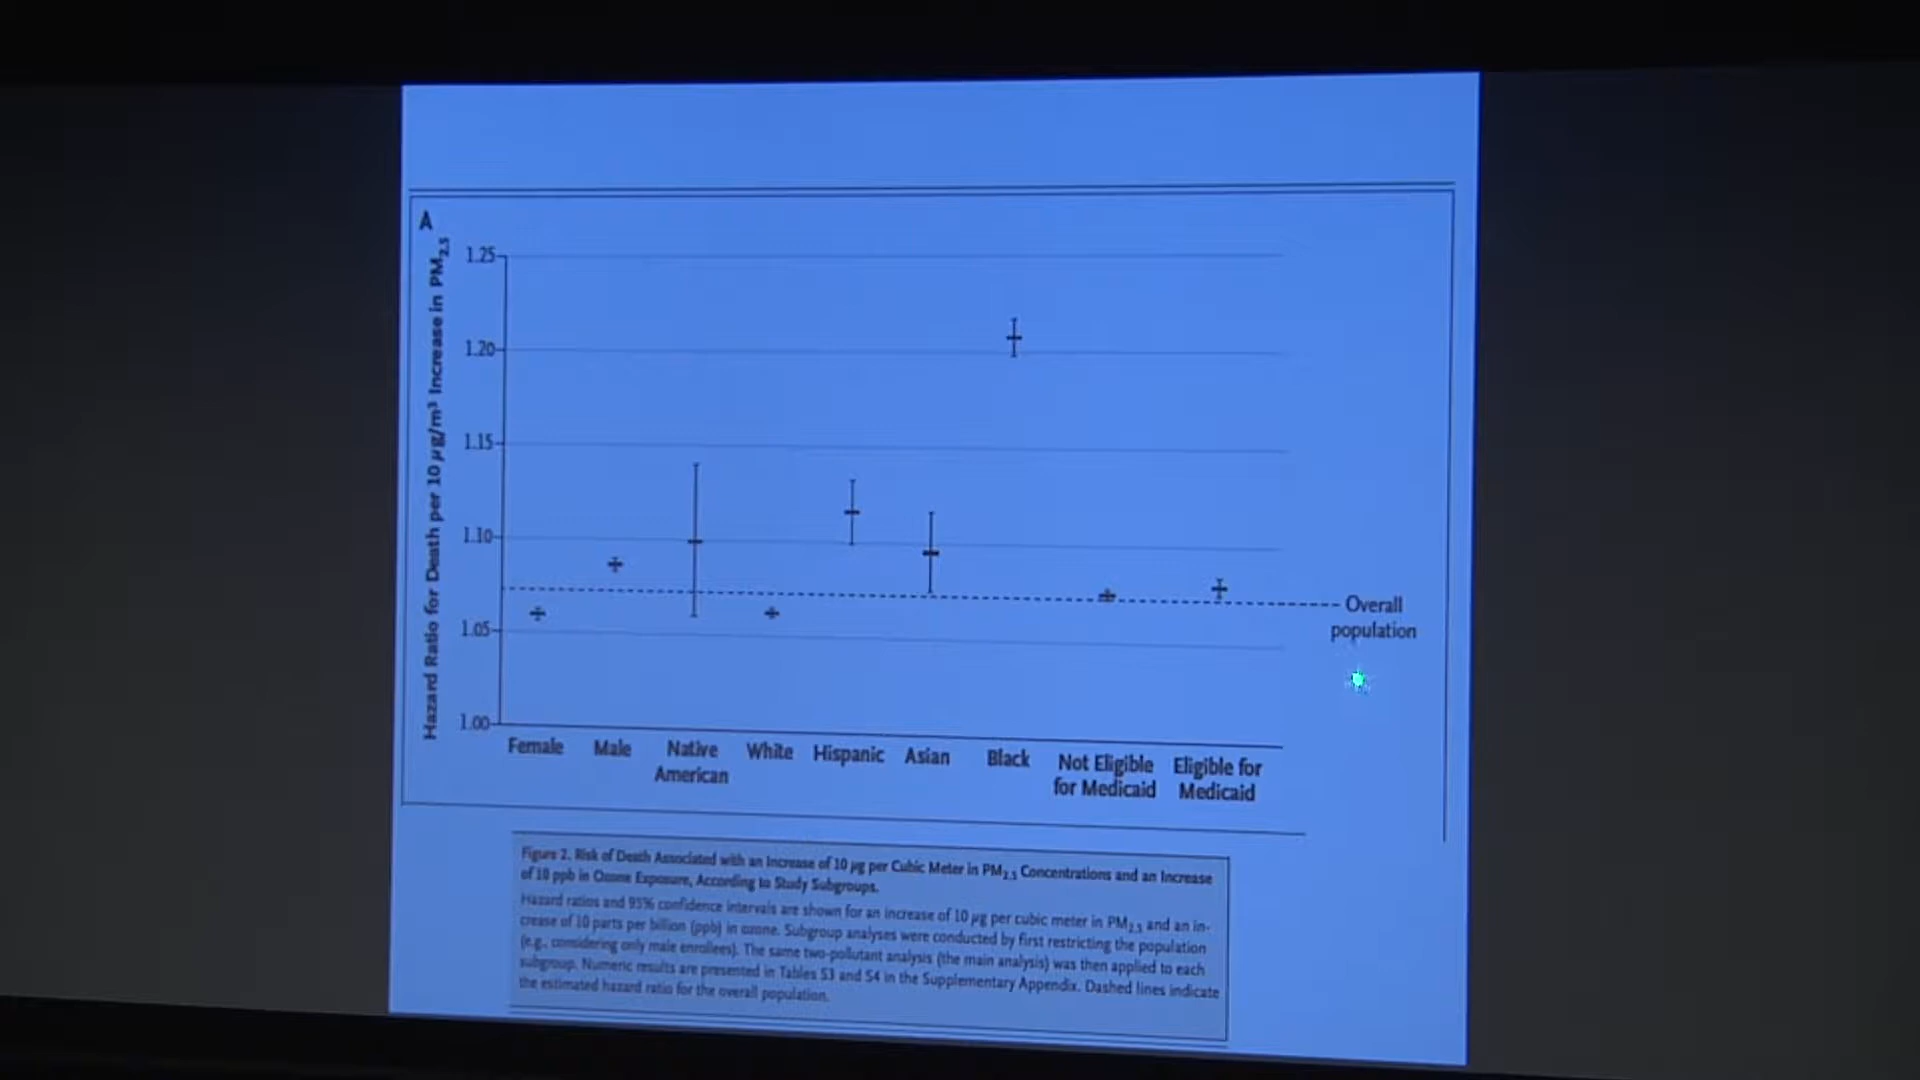 A
Hazard Ratio for Death per 10 µg/m³ Increase in PM2.5
1.25
1.20
1.15
1.10
1.05
1.00
Overall
population
Female Male Native White Hispanic Asian Black Not Eligible Eligible for
American for Medicaid Medicaid
Figure 2. Risk of Death Associated with an Increase of 10 µg per Cubic Meter in PM2.5 Concentrations and an Increase
of 10 ppb in Ozone Exposure, According to Study Subgroups.
Hazard ratios and 95% confidence intervals are shown for an increase of 10 µg per cubic meter in PM2.5 and an in-
crease of 10 parts per billion (ppb) in ozone. Subgroup analyses were conducted by first restricting the population
(e.g., considering only male enrollees). The same two-pollutant analysis (the main analysis) was then applied to each
subgroup. Numeric results are presented in Tables S3 and S4 in the Supplementary Appendix. Dashed lines indicate
the estimated hazard ratio for the overall population.